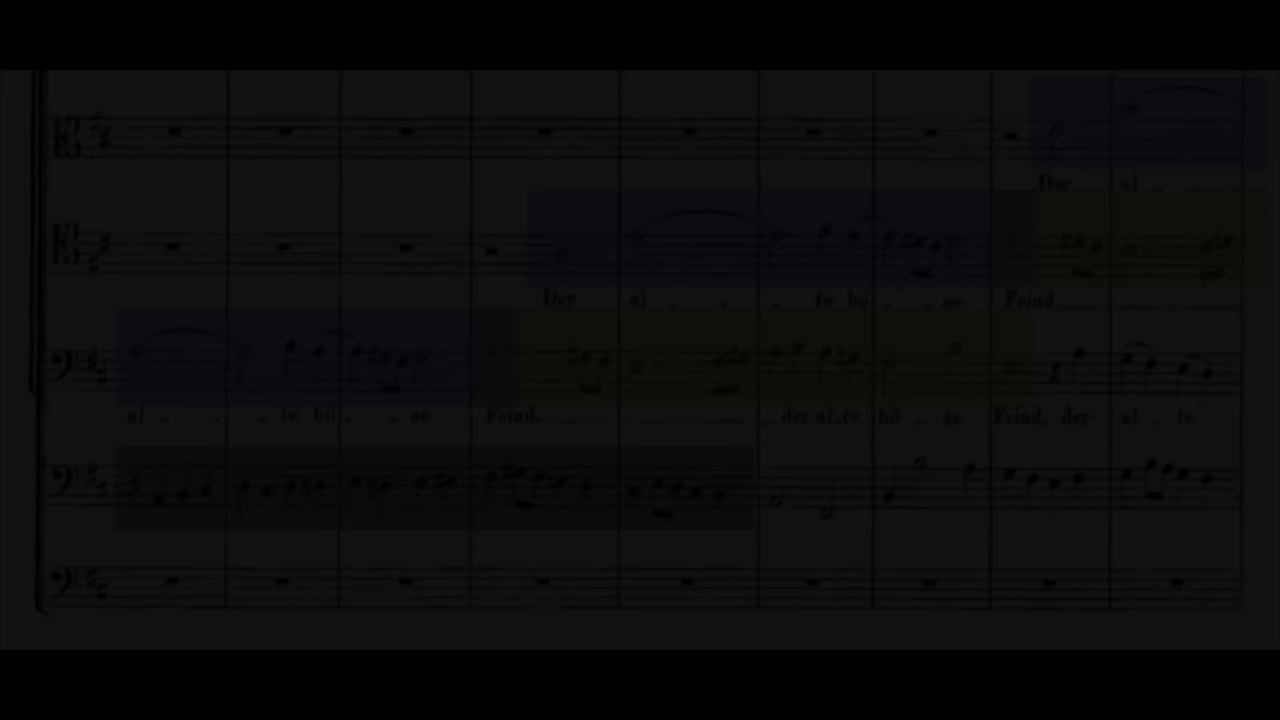 Der al - - -
Der al - - - te bö - - se Feind
al - - - te bö - - se Feind. der al-te bö - se Feind, der al - te